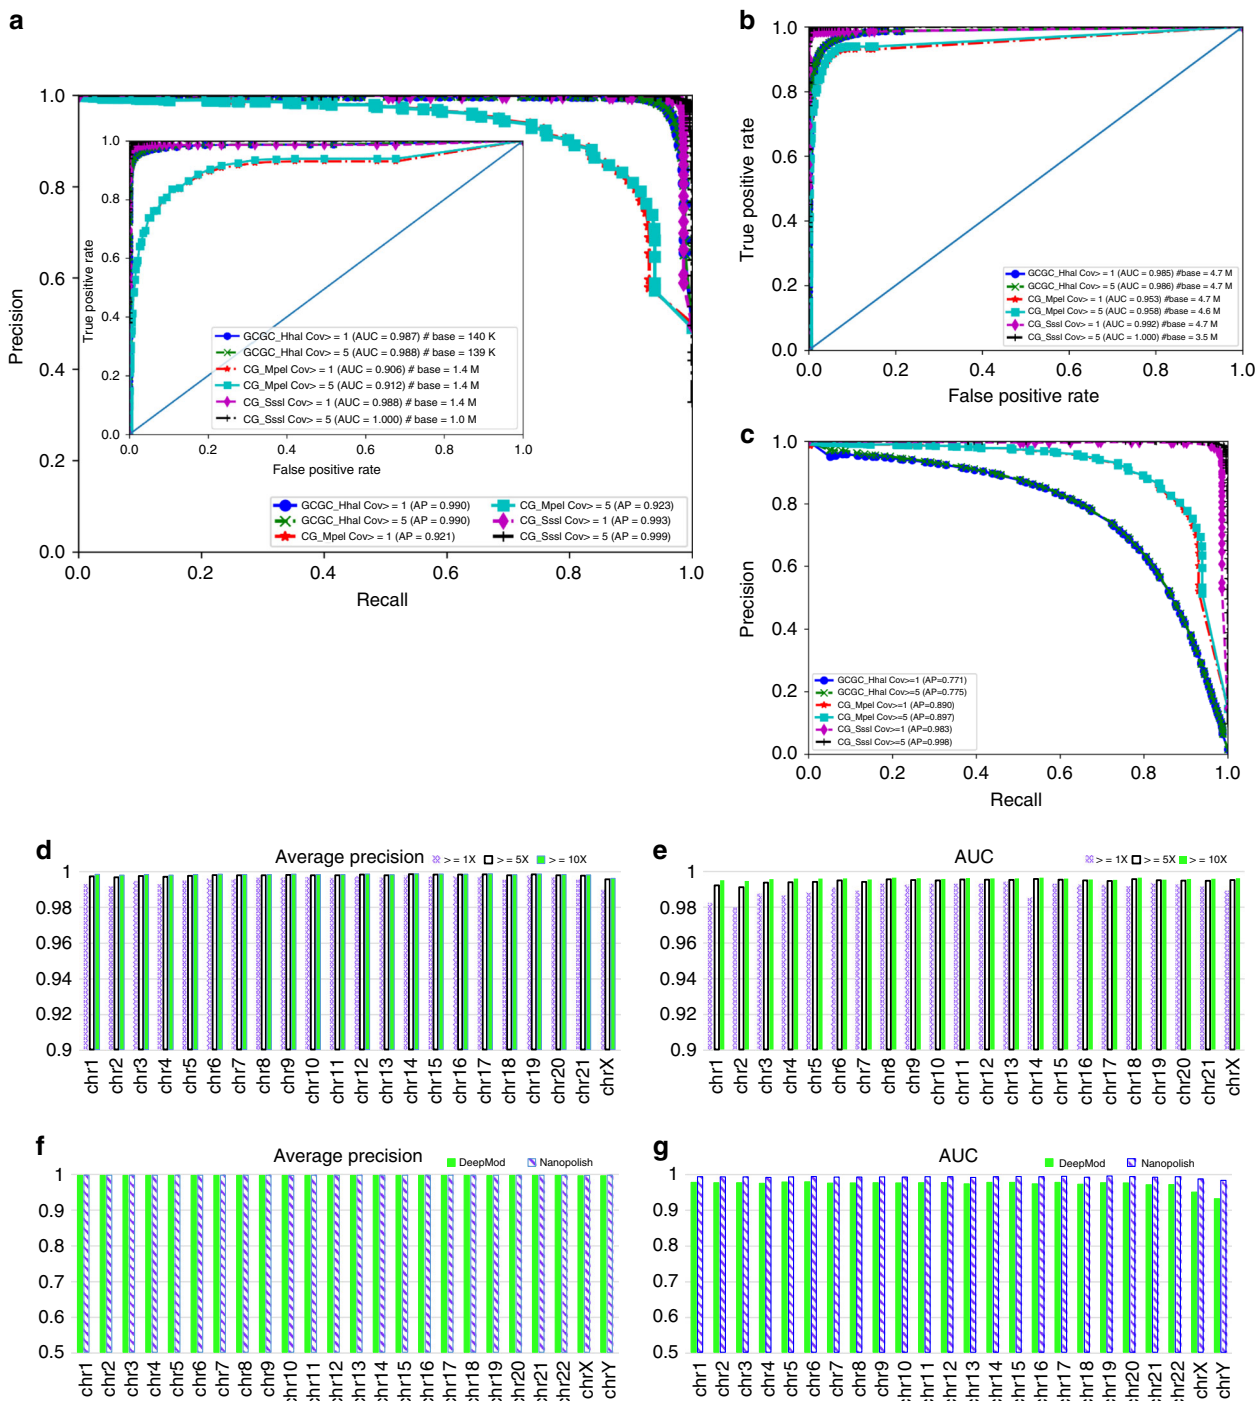 a
1.0
0.8
0.6
0.4
0.2
0.0
Precision
0.0 0.2 0.4 0.6 0.8 1.0
Recall
1.0
0.8
0.6
0.4
0.2
0.0
True positive rate
0.0 0.2 0.4 0.6 0.8 1.0
False positive rate
GCGC_HhaI Cov> = 1 (AUC = 0.987) # base = 140 K
GCGC_HhaI Cov> = 5 (AUC = 0.988) # base = 139 K
CG_MpeI Cov> = 1 (AUC = 0.906) # base = 1.4 M
CG_MpeI Cov> = 5 (AUC = 0.912) # base = 1.4 M
CG_SssI Cov> = 1 (AUC = 0.988) # base = 1.4 M
CG_SssI Cov> = 5 (AUC = 1.000) # base = 1.0 M
GCGC_HhaI Cov> = 1 (AP = 0.990)
GCGC_HhaI Cov> = 5 (AP = 0.990)
CG_MpeI Cov> = 1 (AP = 0.921)
CG_MpeI Cov> = 5 (AP = 0.923)
CG_SssI Cov> = 1 (AP = 0.993)
CG_SssI Cov> = 5 (AP = 0.999)
b
1.0
0.8
0.6
0.4
0.2
0.0
True positive rate
0.0 0.2 0.4 0.6 0.8 1.0
False positive rate
GCGC_HhaI Cov> = 1 (AUC = 0.985) #base = 4.7 M
GCGC_HhaI Cov> = 5 (AUC = 0.986) #base = 4.7 M
CG_MpeI Cov> = 1 (AUC = 0.953) #base = 4.7 M
CG_MpeI Cov> = 5 (AUC = 0.958) #base = 4.6 M
CG_SssI Cov> = 1 (AUC = 0.992) #base = 4.7 M
CG_SssI Cov> = 5 (AUC = 1.000) #base = 3.5 M
c
1.0
0.8
0.6
0.4
0.2
0.0
Precision
0.0 0.2 0.4 0.6 0.8 1.0
Recall
GCGC_HhaI Cov>=1 (AP=0.771)
GCGC_HhaI Cov>=5 (AP=0.775)
CG_MpeI Cov>=1 (AP=0.890)
CG_MpeI Cov>=5 (AP=0.897)
CG_SssI Cov>=1 (AP=0.983)
CG_SssI Cov>=5 (AP=0.998)
d
Average precision
> = 1X > = 5X > = 10X
1
0.98
0.96
0.94
0.92
0.9
chr1 chr2 chr3 chr4 chr5 chr6 chr7 chr8 chr9 chr10 chr11 chr12 chr13 chr14 chr15 chr16 chr17 chr18 chr19 chr20 chr21 chrX
e
AUC
> = 1X > = 5X > = 10X
1
0.98
0.96
0.94
0.92
0.9
chr1 chr2 chr3 chr4 chr5 chr6 chr7 chr8 chr9 chr10 chr11 chr12 chr13 chr14 chr15 chr16 chr17 chr18 chr19 chr20 chr21 chrX
f
Average precision
DeepMod Nanopolish
1
0.9
0.8
0.7
0.6
0.5
chr1 chr2 chr3 chr4 chr5 chr6 chr7 chr8 chr9 chr10 chr11 chr12 chr13 chr14 chr15 chr16 chr17 chr18 chr19 chr20 chr21 chr22 chrX chrY
g
AUC
DeepMod Nanopolish
1
0.9
0.8
0.7
0.6
0.5
chr1 chr2 chr3 chr4 chr5 chr6 chr7 chr8 chr9 chr10 chr11 chr12 chr13 chr14 chr15 chr16 chr17 chr18 chr19 chr20 chr21 chr22 chrX chrY